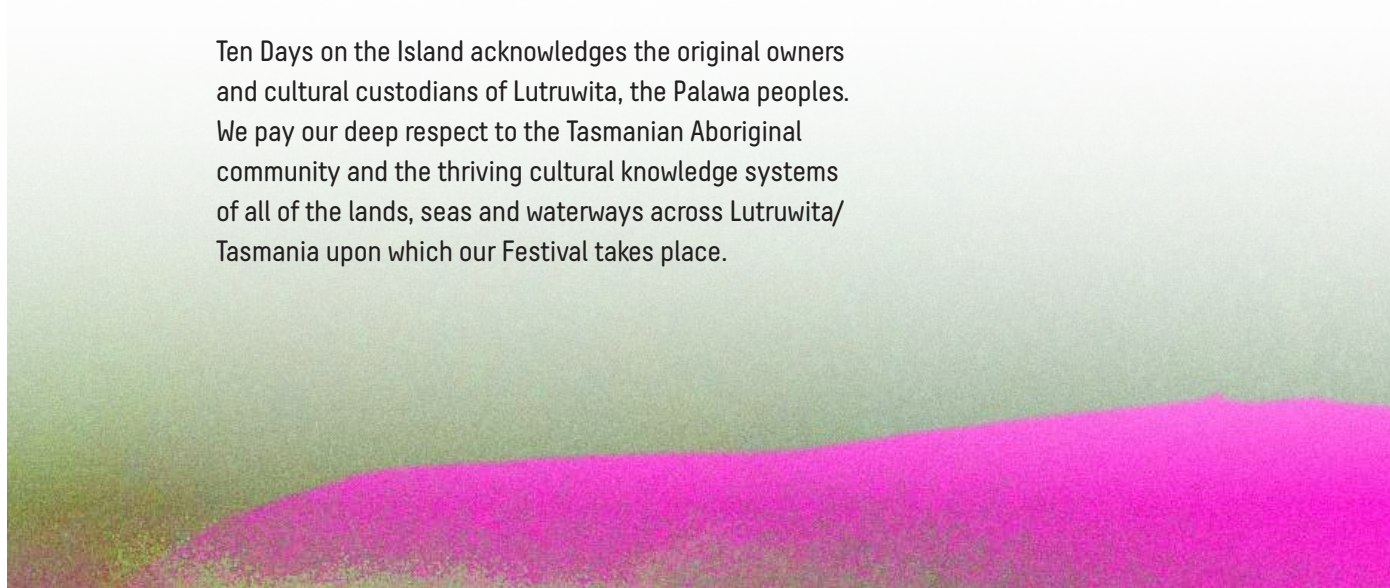 Ten Days on the Island acknowledges the original owners
and cultural custodians of Lutruwita, the Palawa peoples.
We pay our deep respect to the Tasmanian Aboriginal
community and the thriving cultural knowledge systems
of all of the lands, seas and waterways across Lutruwita/
Tasmania upon which our Festival takes place.